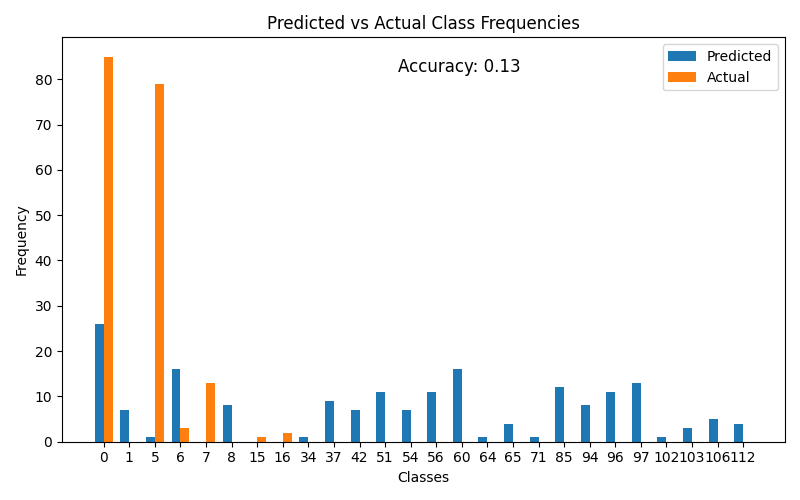 Predicted vs Actual Class Frequencies
Accuracy: 0.13
Predicted
Actual
Frequency
80
70
60
50
40
30
20
10
0
0 1 5 6 7 8 15 16 34 37 42 51 54 56 60 64 65 71 85 94 96 97 102 103 106 112
Classes